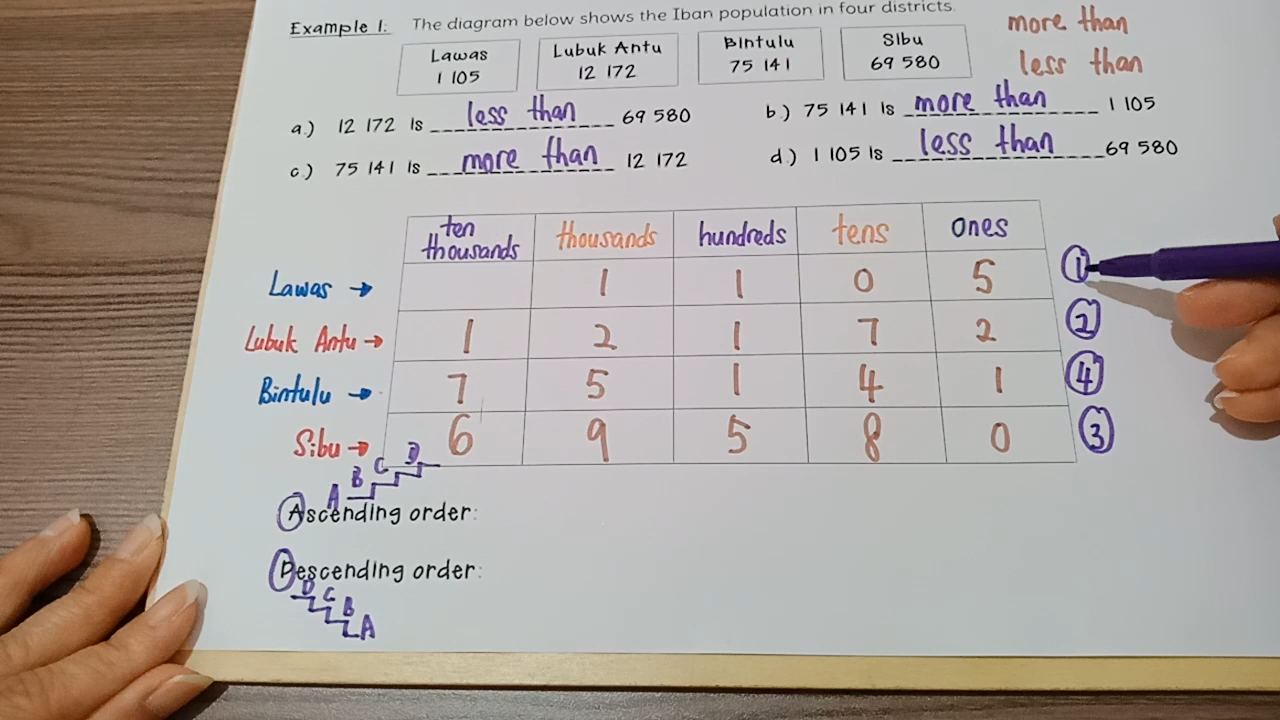 Example 1: The diagram below shows the Iban population in four districts.
more than
less than
Lawas
1 105
Lubuk Antu
12 172
Bintulu
75 141
Sibu
69 580
a.) 12 172 is less than 69 580
b.) 75 141 is more than 1 105
c.) 75 141 is more than 12 172
d.) 1 105 is less than 69 580
ten thousands thousands hundreds tens ones
Lawas → 1 1 0 5 1
Lubuk Antu → 1 2 1 7 2 2
Bintulu → 7 5 1 4 1 4
Sibu → 6 9 5 8 0 3
A B C D
Ascending order:
Descending order:
D C B A